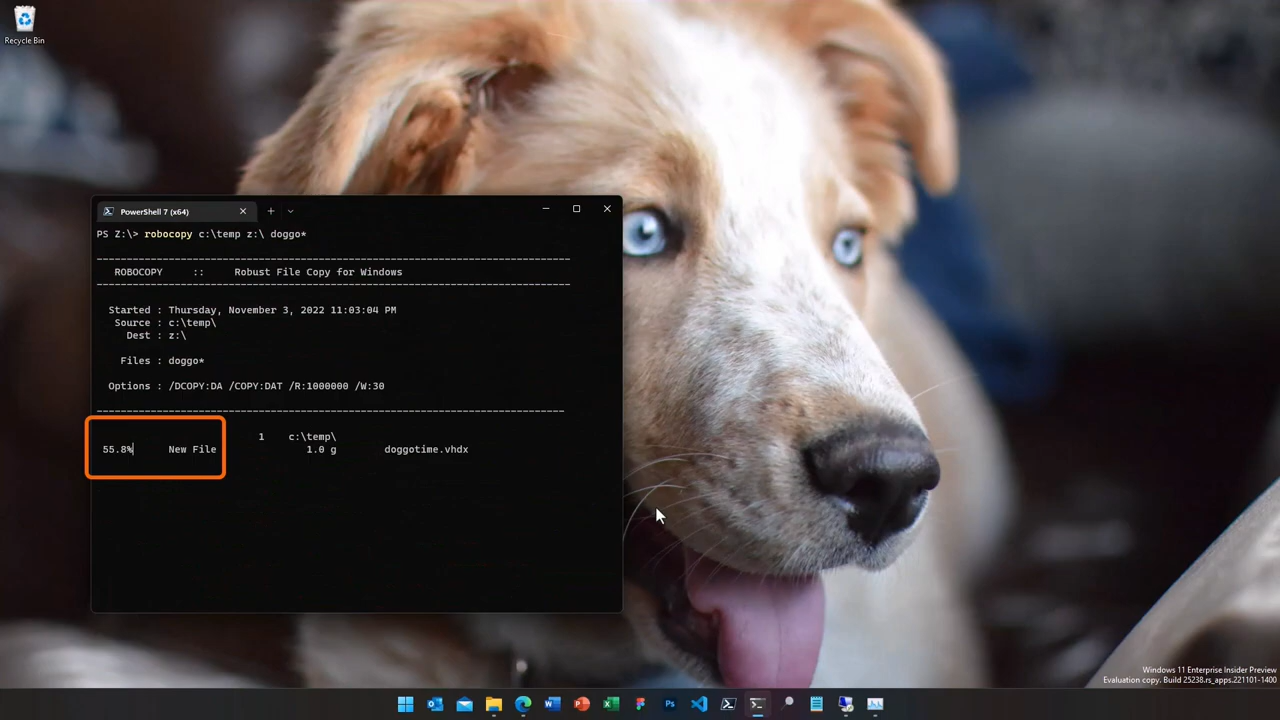 Recycle Bin
PowerShell 7 (x64)
PS Z:\> robocopy c:\temp z:\ doggo*
-------------------------------------------------------------------------------
ROBOCOPY     ::     Robust File Copy for Windows
-------------------------------------------------------------------------------
Started : Thursday, November 3, 2022 11:03:04 PM
Source : c:\temp\
Dest : z:\
Files : doggo*
Options : /DCOPY:DA /COPY:DAT /R:1000000 /W:30
------------------------------------------------------------------------------
1    c:\temp\
55.8%      New File               1.0 g        doggotime.vhdx
Windows 11 Enterprise Insider Preview
Evaluation copy. Build 25238.rs_apps.221101-1400